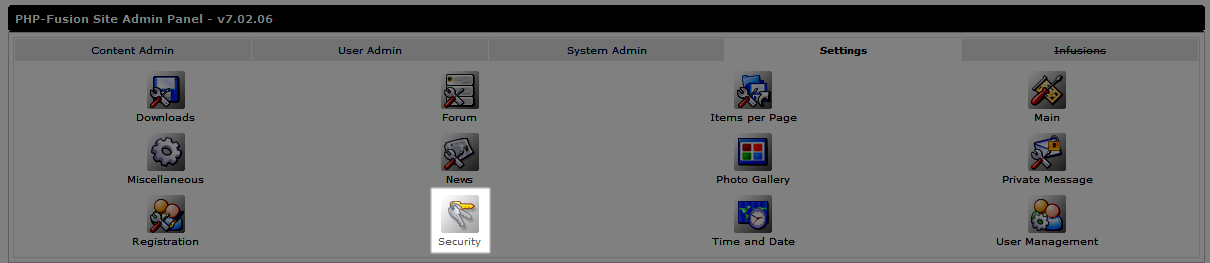 PHP-Fusion Site Admin Panel - v7.02.06
Content Admin User Admin System Admin Settings Infusions
Downloads Forum Items per Page Main
Miscellaneous News Photo Gallery Private Message
Registration Security Time and Date User Management